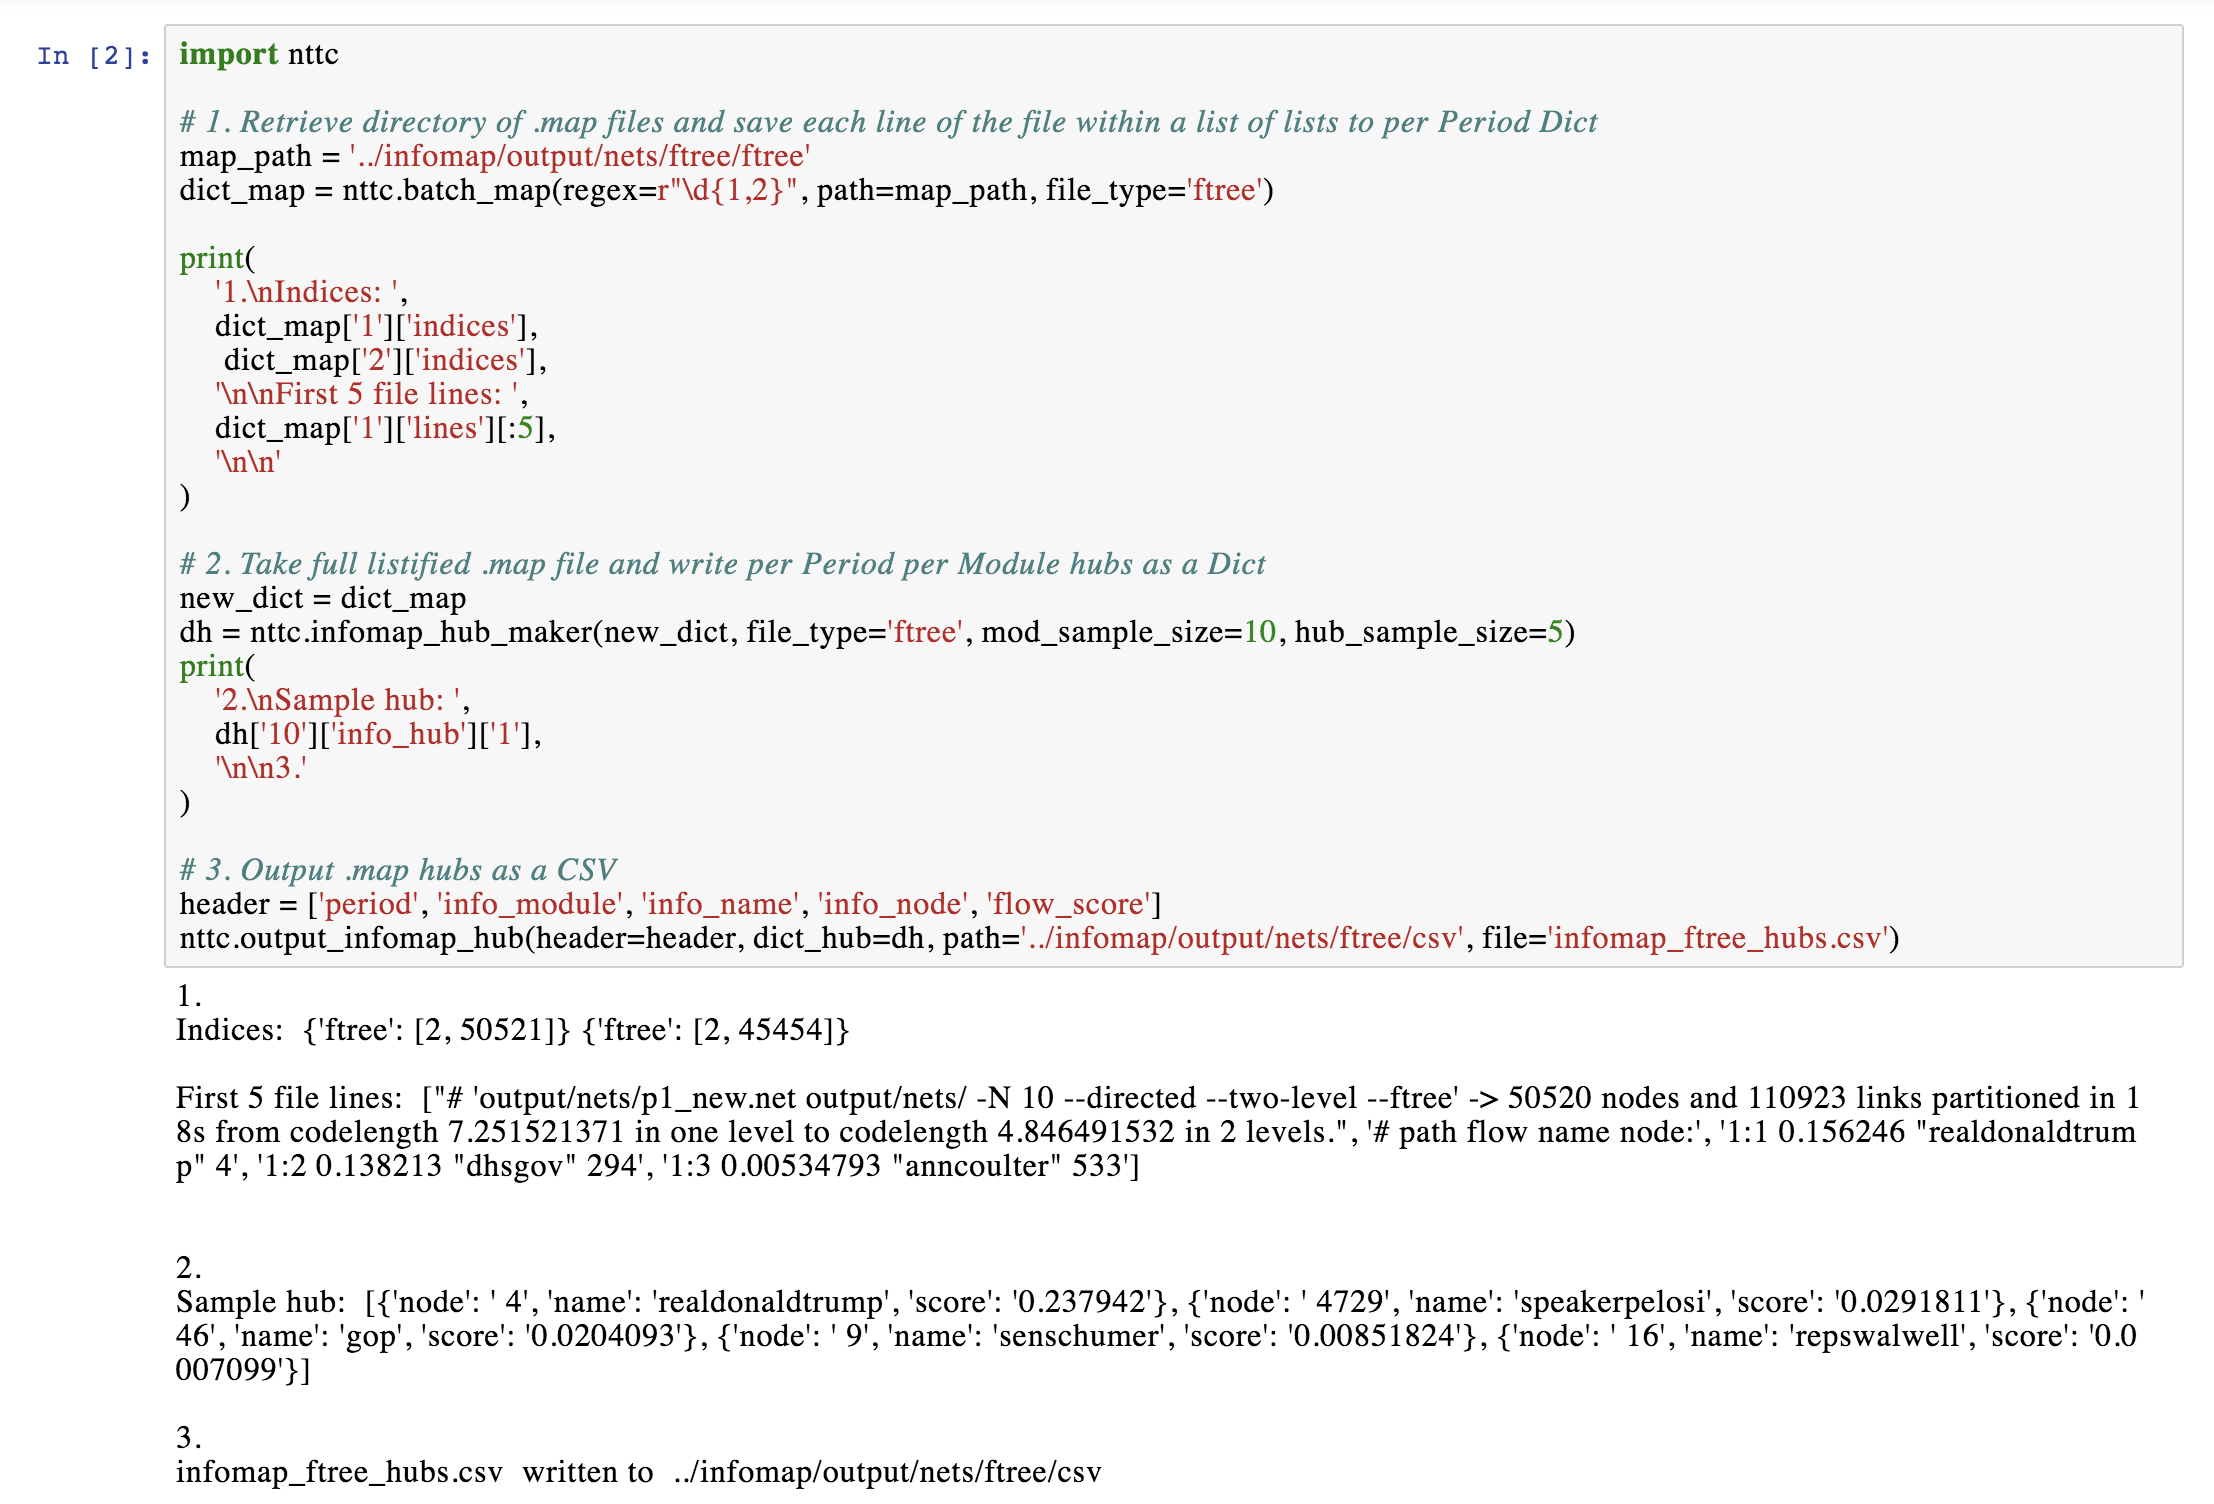 In [2]: import nttc
# 1. Retrieve directory of .map files and save each line of the file within a list of lists to per Period Dict
map_path = '../infomap/output/nets/ftree/ftree'
dict_map = nttc.batch_map(regex=r"\d{1,2}", path=map_path, file_type='ftree')
print(
'1.\nIndices: ',
dict_map['1']['indices'],
dict_map['2']['indices'],
'\n\nFirst 5 file lines: ',
dict_map['1']['lines'][:5],
'\n\n'
)
# 2. Take full listified .map file and write per Period per Module hubs as a Dict
new_dict = dict_map
dh = nttc.infomap_hub_maker(new_dict, file_type='ftree', mod_sample_size=10, hub_sample_size=5)
print(
'2.\nSample hub: ',
dh['10']['info_hub']['1'],
'\n\n3.'
)
# 3. Output .map hubs as a CSV
header = ['period', 'info_module', 'info_name', 'info_node', 'flow_score']
nttc.output_infomap_hub(header=header, dict_hub=dh, path='../infomap/output/nets/ftree/csv', file='infomap_ftree_hubs.csv')
1.
Indices:  {'ftree': [2, 50521]} {'ftree': [2, 45454]}
First 5 file lines:  ["# 'output/nets/p1_new.net output/nets/ -N 10 --directed --two-level --ftree' -> 50520 nodes and 110923 links partitioned in 1
8s from codelength 7.251521371 in one level to codelength 4.846491532 in 2 levels.", '# path flow name node:', '1:1 0.156246 "realdonaldtrum
p" 4', '1:2 0.138213 "dhsgov" 294', '1:3 0.00534793 "anncoulter" 533']
2.
Sample hub:  [{'node': ' 4', 'name': 'realdonaldtrump', 'score': '0.237942'}, {'node': ' 4729', 'name': 'speakerpelosi', 'score': '0.0291811'}, {'node': '
46', 'name': 'gop', 'score': '0.0204093'}, {'node': ' 9', 'name': 'senschumer', 'score': '0.00851824'}, {'node': ' 16', 'name': 'repswalwell', 'score': '0.0
007099'}]
3.
infomap_ftree_hubs.csv  written to  ../infomap/output/nets/ftree/csv